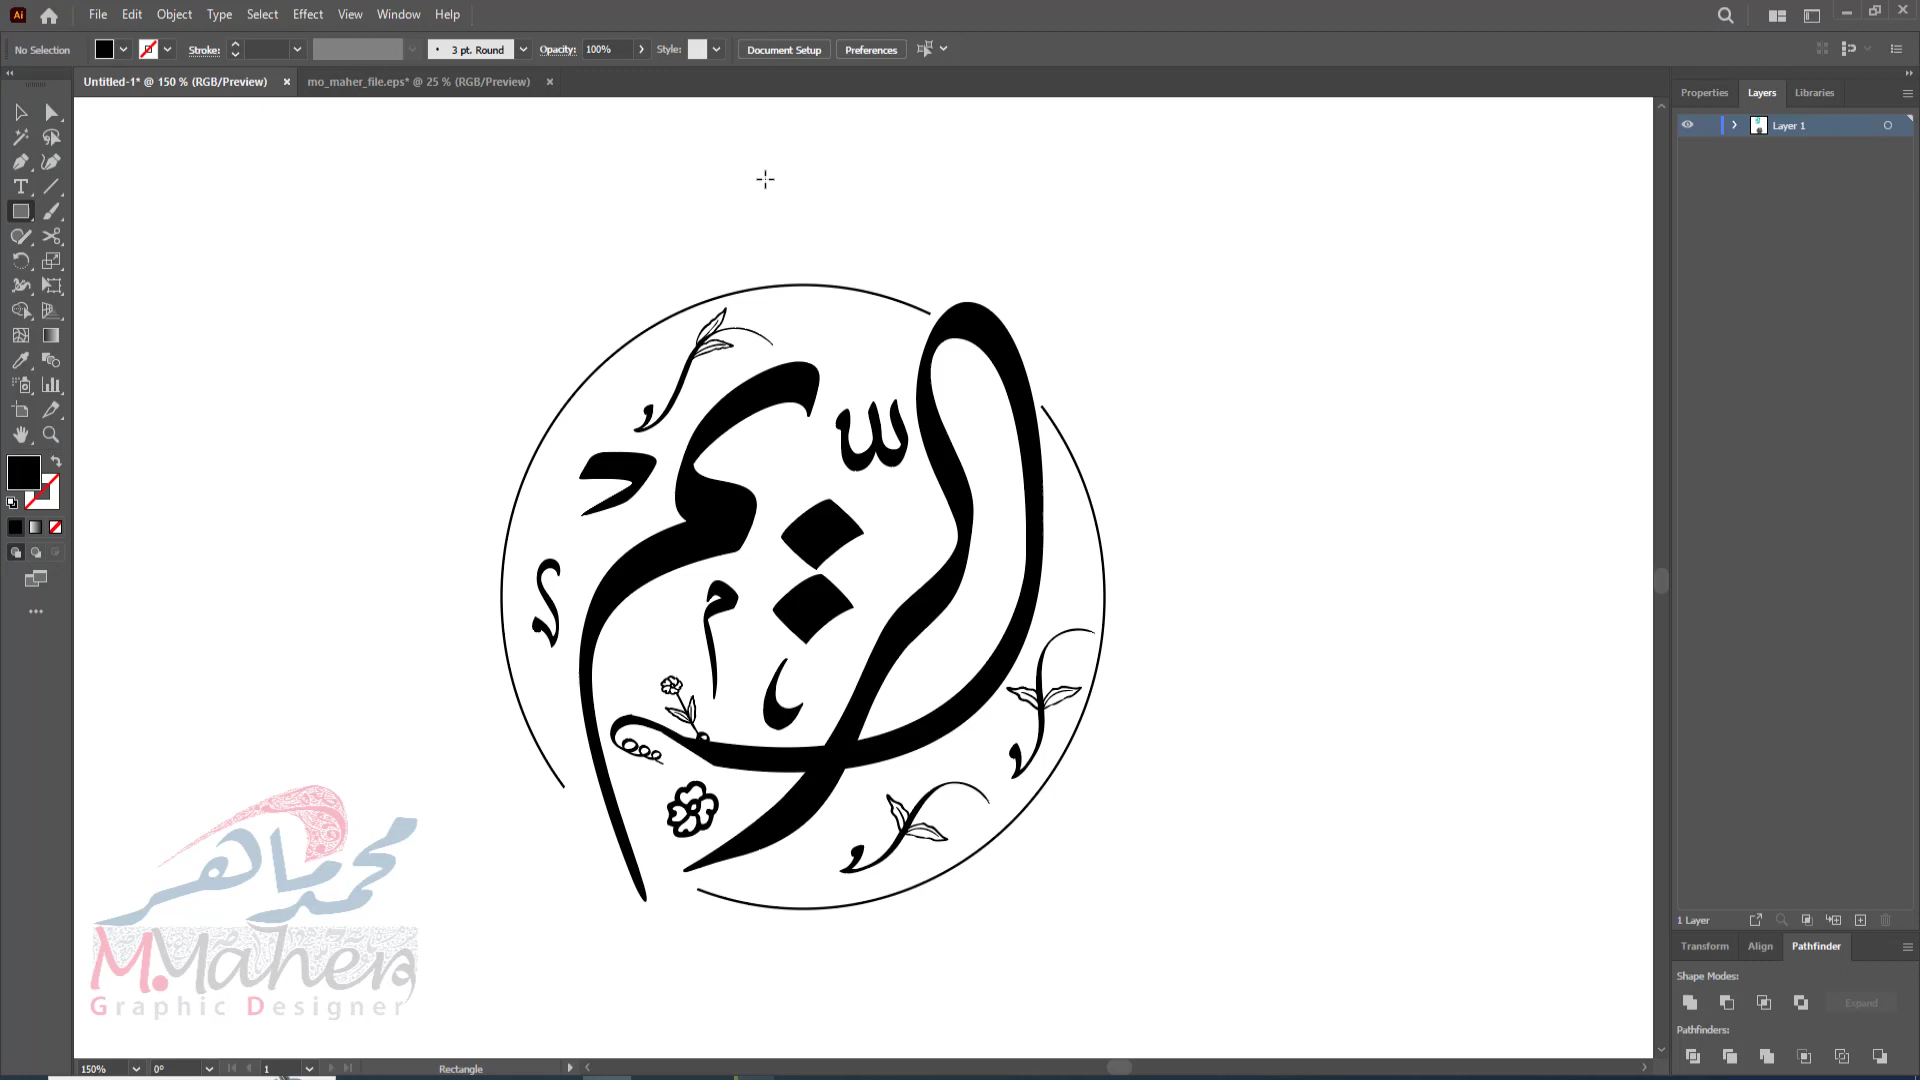 Ai File Edit Object Type Select Effect View Window Help
No Selection Stroke: 3 pt. Round Opacity: 100% Style: Document Setup Preferences
Untitled-1* @ 150 % (RGB/Preview) mo_maher_file.eps* @ 25 % (RGB/Preview)
Properties Layers Libraries
Layer 1
محمد ماهر
M.Maher
Graphic Designer
1 Layer
Transform Align Pathfinder
Shape Modes:
Expand
Pathfinders:
150% 0° 1 Rectangle